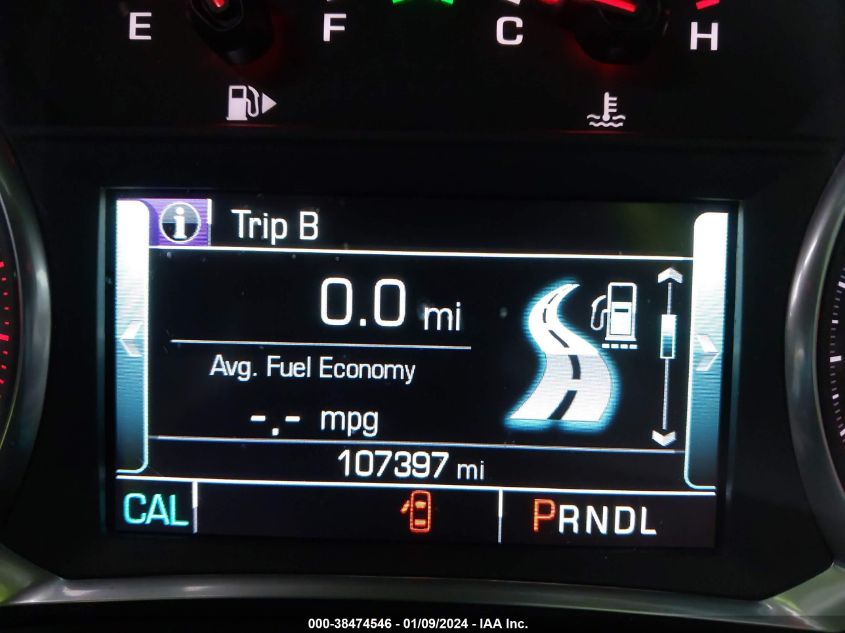 E F C H
i Trip B
0.0 mi
Avg. Fuel Economy
-.- mpg
107397 mi
CAL PRNDL
000-38474546 - 01/09/2024 - IAA Inc.